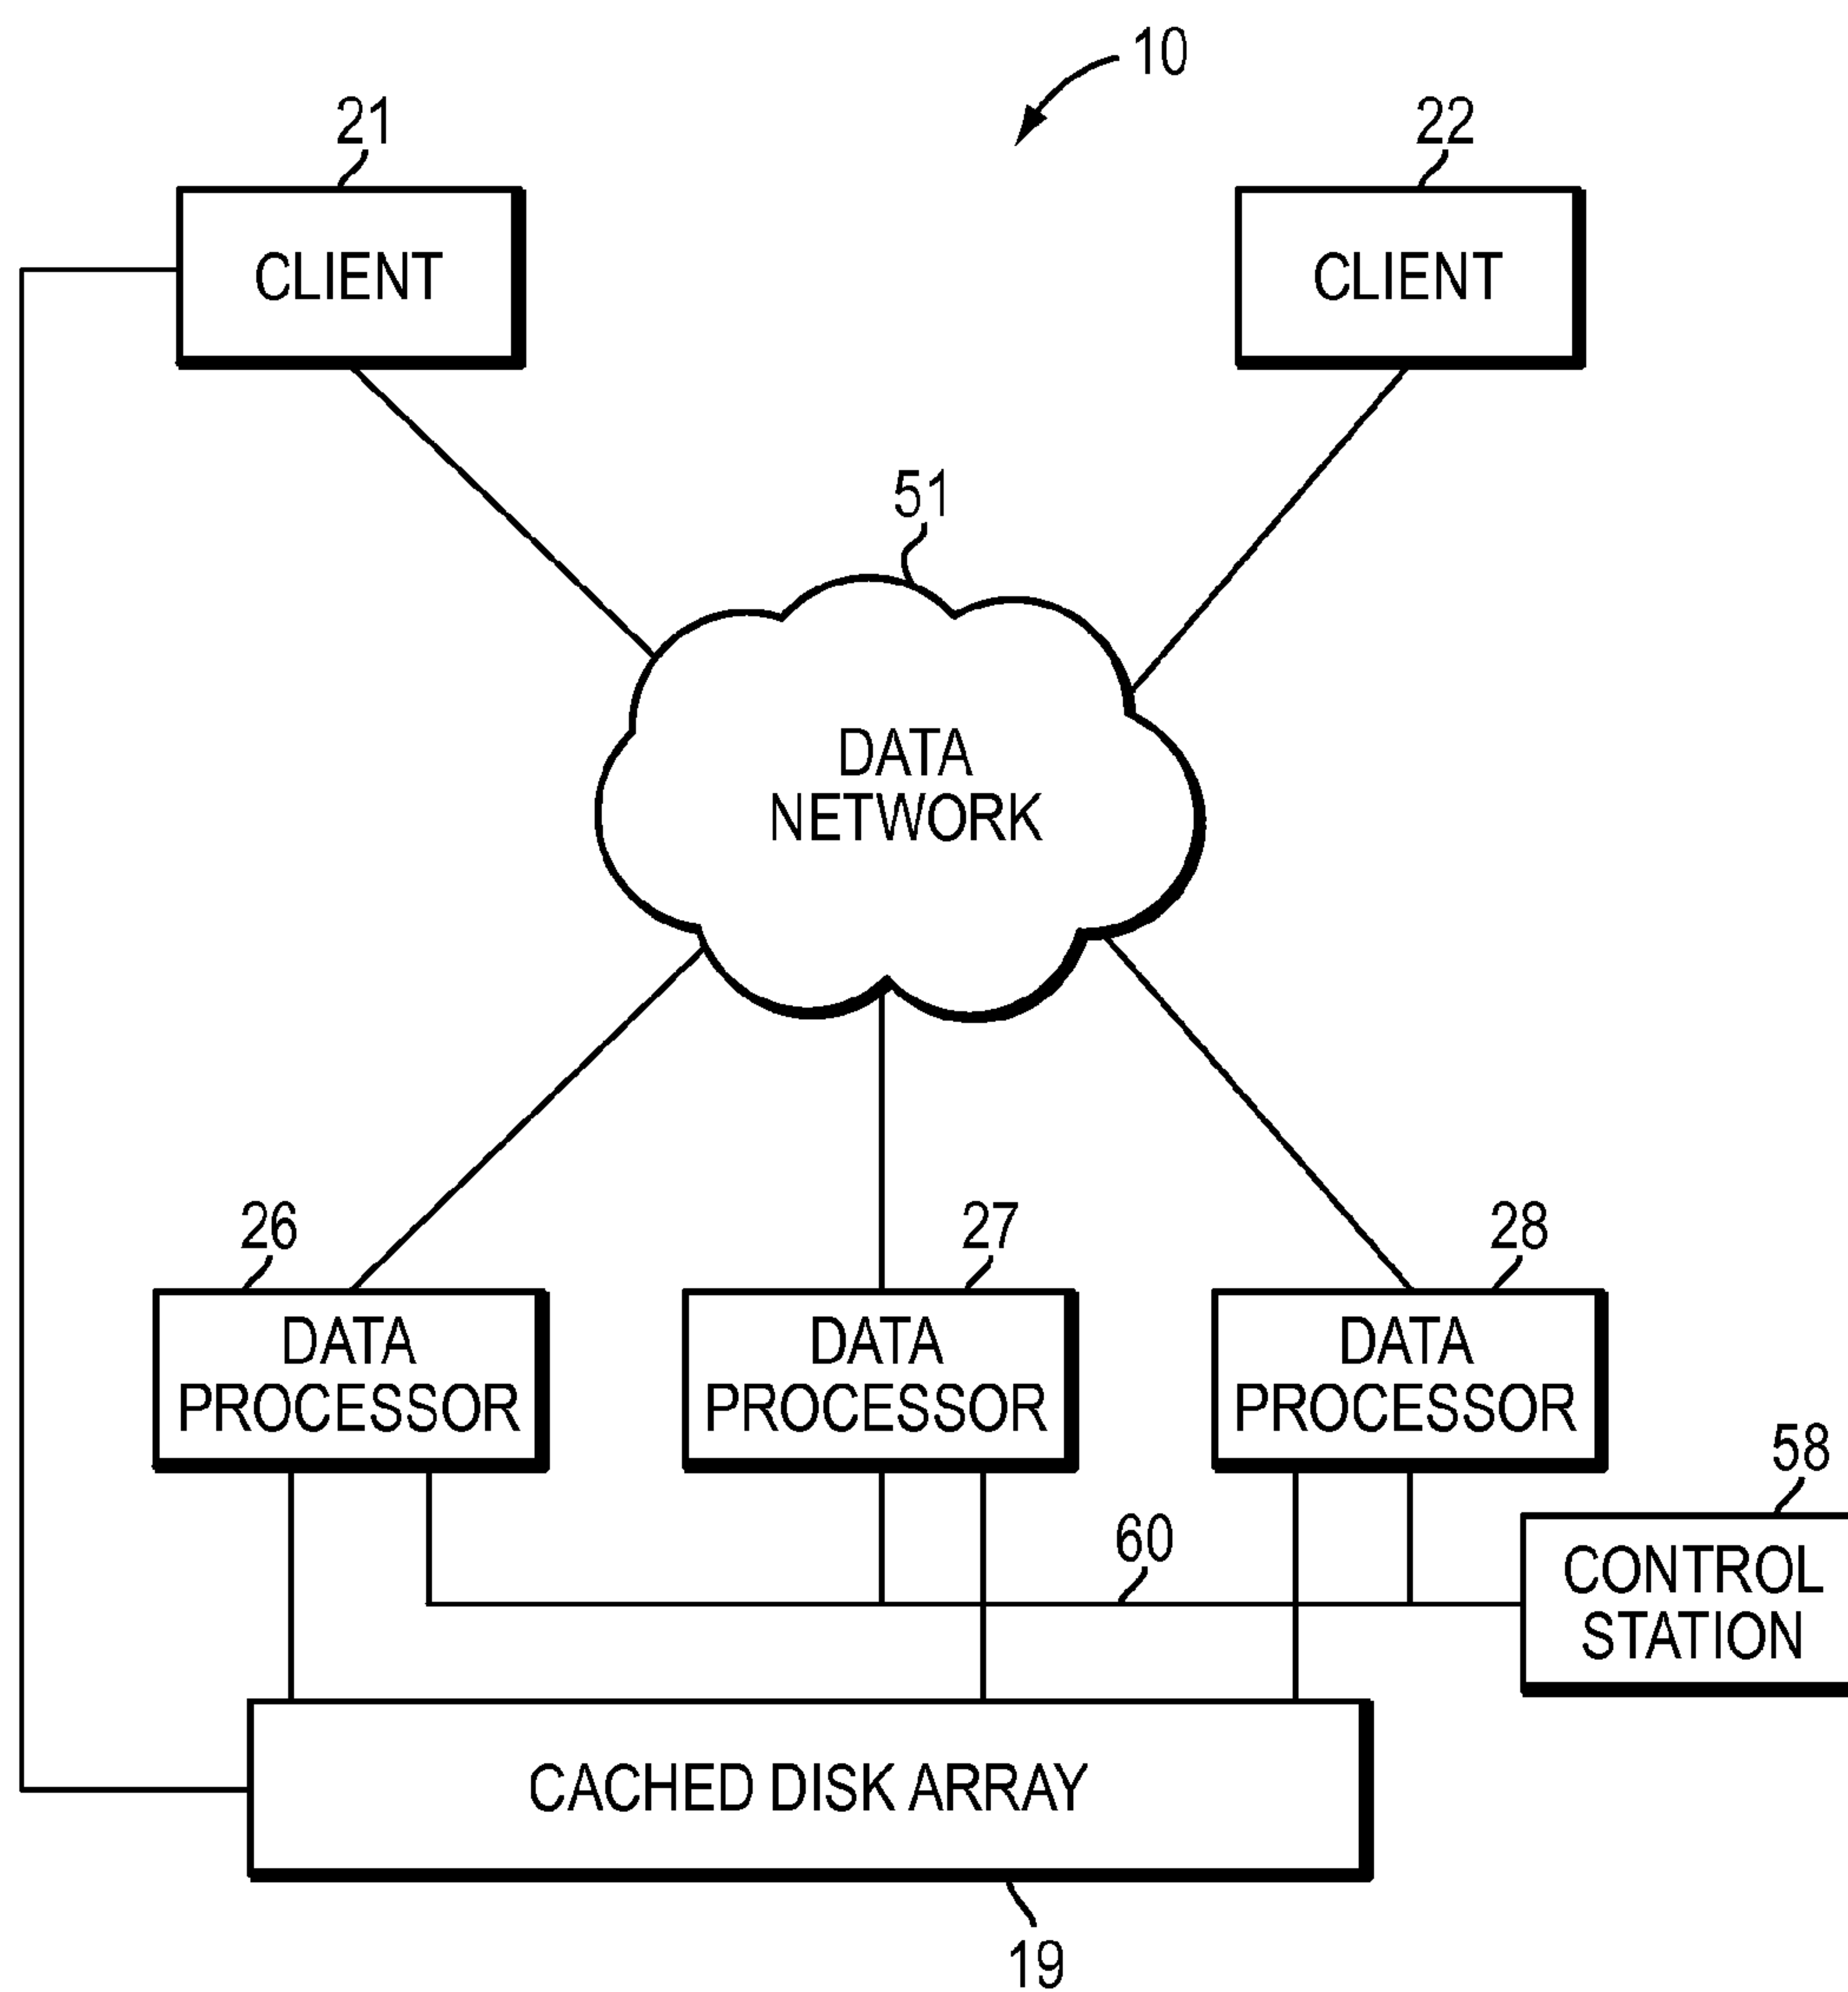 10
21
22
CLIENT
CLIENT
51
DATA
NETWORK
26
27
28
DATA
PROCESSOR
DATA
PROCESSOR
DATA
PROCESSOR
58
60
CONTROL
STATION
CACHED DISK ARRAY
19